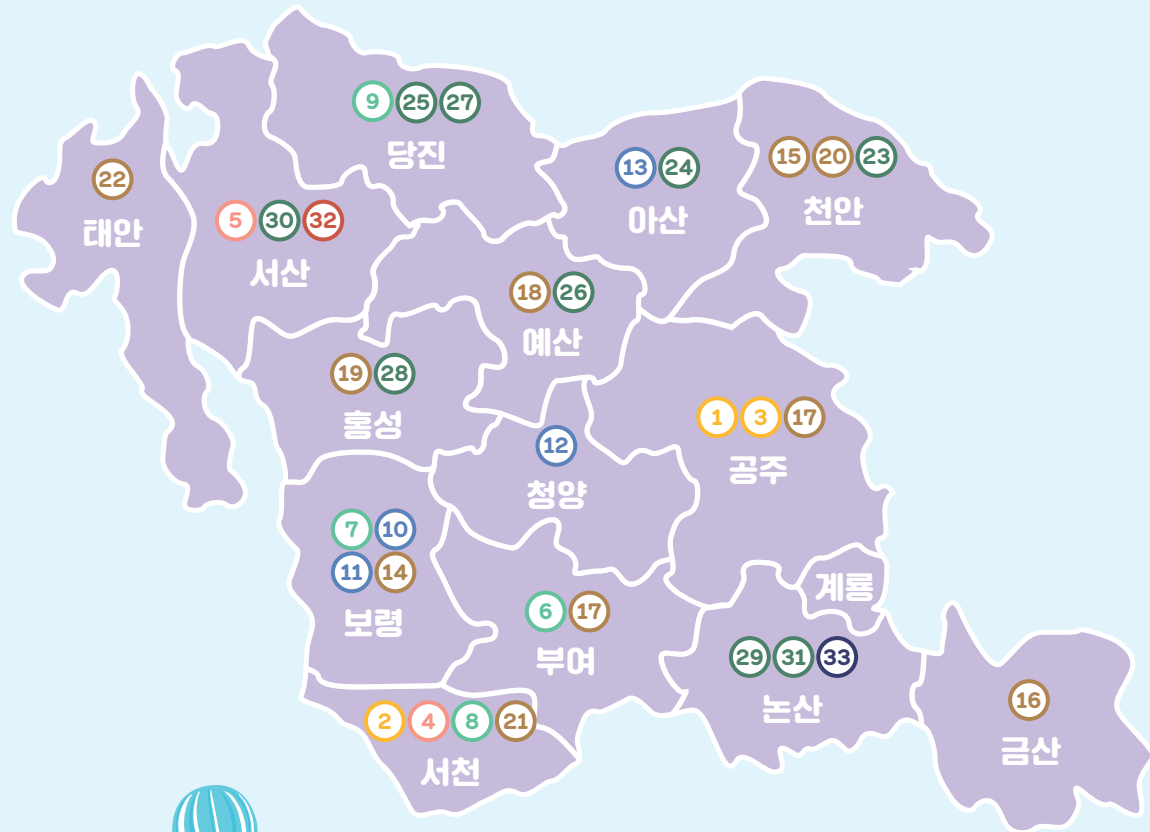 9 25 27
당진
13 24
아산
15 20 23
천안
22
태안
5 30 32
서산
18 26
예산
19 28
홍성
1 3 17
공주
12
청양
7 10
11 14
보령
계룡
6 17
부여
29 31 33
논산
16
금산
2 4 8 21
서천